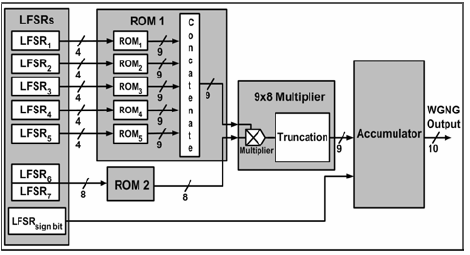 LFSRs
ROM 1
LFSR1
4
ROM1
9
LFSR2
4
ROM2
9
LFSR3
4
ROM3
9
LFSR4
4
ROM4
9
LFSR5
4
ROM5
9
Concatenate
9
9x8 Multiplier
Multiplier
Truncation
9
Accumulator
WGNG
Output
10
LFSR6
LFSR7
8
ROM 2
8
LFSRsign bit